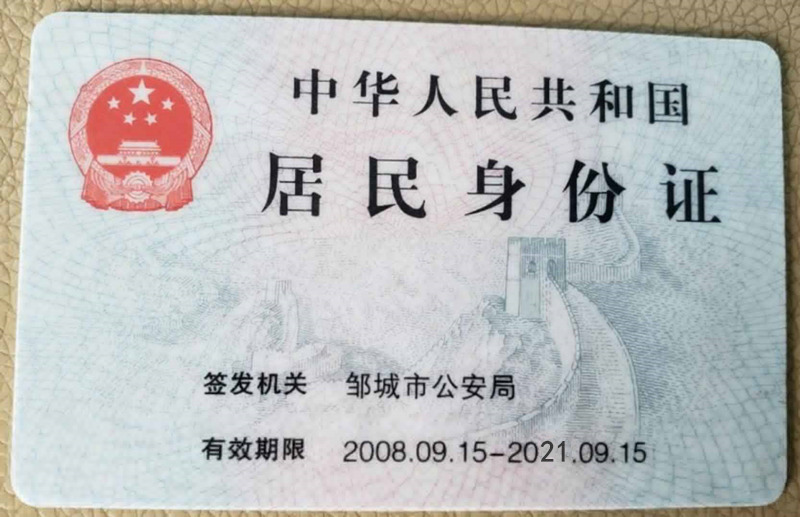 中华人民共和国
居民身份证
签发机关 邹城市公安局
有效期限 2008.09.15-2021.09.15